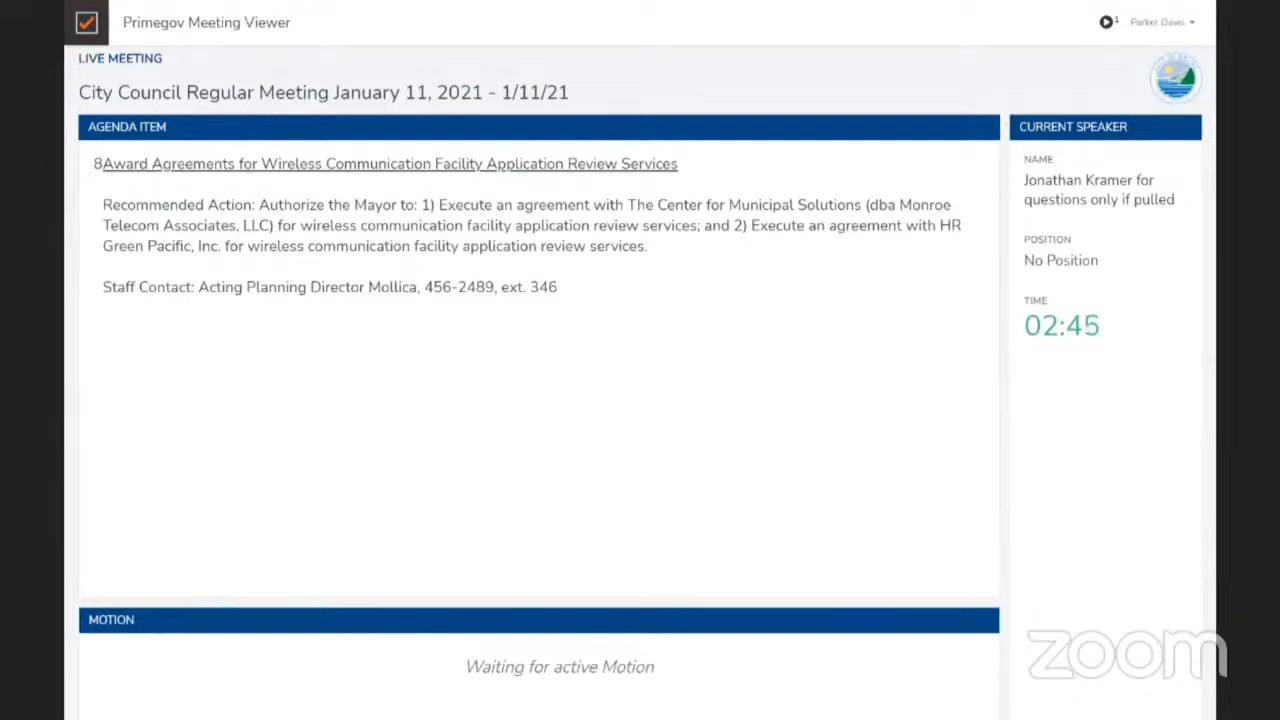 Primegov Meeting Viewer
1
Parker Davis
LIVE MEETING
City Council Regular Meeting January 11, 2021 - 1/11/21
AGENDA ITEM
8Award Agreements for Wireless Communication Facility Application Review Services
Recommended Action: Authorize the Mayor to: 1) Execute an agreement with The Center for Municipal Solutions (dba Monroe
Telecom Associates, LLC) for wireless communication facility application review services; and 2) Execute an agreement with HR
Green Pacific, Inc. for wireless communication facility application review services.
Staff Contact: Acting Planning Director Mollica, 456-2489, ext. 346
CURRENT SPEAKER
NAME
Jonathan Kramer for
questions only if pulled
POSITION
No Position
TIME
02:45
MOTION
Waiting for active Motion
zoom